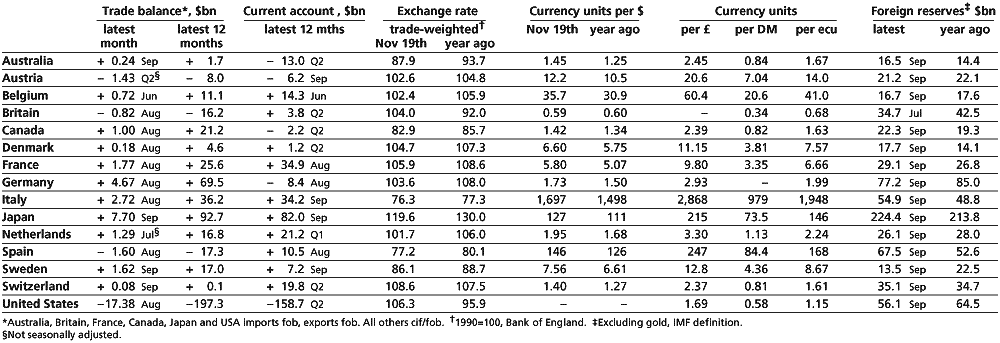 Trade balance*, $bn Current account , $bn Exchange rate Currency units per $ Currency units Foreign reserves‡ $bn
latest latest 12 latest 12 mths trade-weighted† Nov 19th year ago per £ per DM per ecu latest year ago
month months Nov 19th year ago
Australia + 0.24 Sep + 1.7 – 13.0 Q2 87.9 93.7 1.45 1.25 2.45 0.84 1.67 16.5 Sep 14.4
Austria – 1.43 Q2§ – 8.0 – 6.2 Sep 102.6 104.8 12.2 10.5 20.6 7.04 14.0 21.2 Sep 22.1
Belgium + 0.72 Jun + 11.1 + 14.3 Jun 102.4 105.9 35.7 30.9 60.4 20.6 41.0 16.7 Sep 17.6
Britain – 0.82 Aug – 16.2 + 3.8 Q2 104.0 92.0 0.59 0.60 – 0.34 0.68 34.7 Jul 42.5
Canada + 1.00 Aug + 21.2 – 2.2 Q2 82.9 85.7 1.42 1.34 2.39 0.82 1.63 22.3 Sep 19.3
Denmark + 0.18 Aug + 4.6 + 1.2 Q2 104.7 107.3 6.60 5.75 11.15 3.81 7.57 17.7 Sep 14.1
France + 1.77 Aug + 25.6 + 34.9 Aug 105.9 108.6 5.80 5.07 9.80 3.35 6.66 29.1 Sep 26.8
Germany + 4.67 Aug + 69.5 – 8.4 Aug 103.6 108.0 1.73 1.50 2.93 – 1.99 77.2 Sep 85.0
Italy + 2.72 Aug + 36.2 + 34.2 Sep 76.3 77.3 1,697 1,498 2,868 979 1,948 54.9 Sep 48.8
Japan + 7.70 Sep + 92.7 + 82.0 Sep 119.6 130.0 127 111 215 73.5 146 224.4 Sep 213.8
Netherlands + 1.29 Jul§ + 16.8 + 21.2 Q1 101.7 106.0 1.95 1.68 3.30 1.13 2.24 26.1 Sep 28.0
Spain – 1.60 Aug – 17.3 + 10.5 Aug 77.2 80.1 146 126 247 84.4 168 67.5 Sep 52.6
Sweden + 1.62 Sep + 17.0 + 7.2 Sep 86.1 88.7 7.56 6.61 12.8 4.36 8.67 13.5 Sep 22.5
Switzerland + 0.08 Sep + 0.1 + 19.8 Q2 108.6 107.5 1.40 1.27 2.37 0.81 1.61 35.1 Sep 34.7
United States –17.38 Aug –197.3 –158.7 Q2 106.3 95.9 – – 1.69 0.58 1.15 56.1 Sep 64.5
*Australia, Britain, France, Canada, Japan and USA Imports fob, exports fob. All others cif/fob. †1990=100, Bank of England. ‡Excluding gold, IMF definition.
§Not seasonally adjusted.